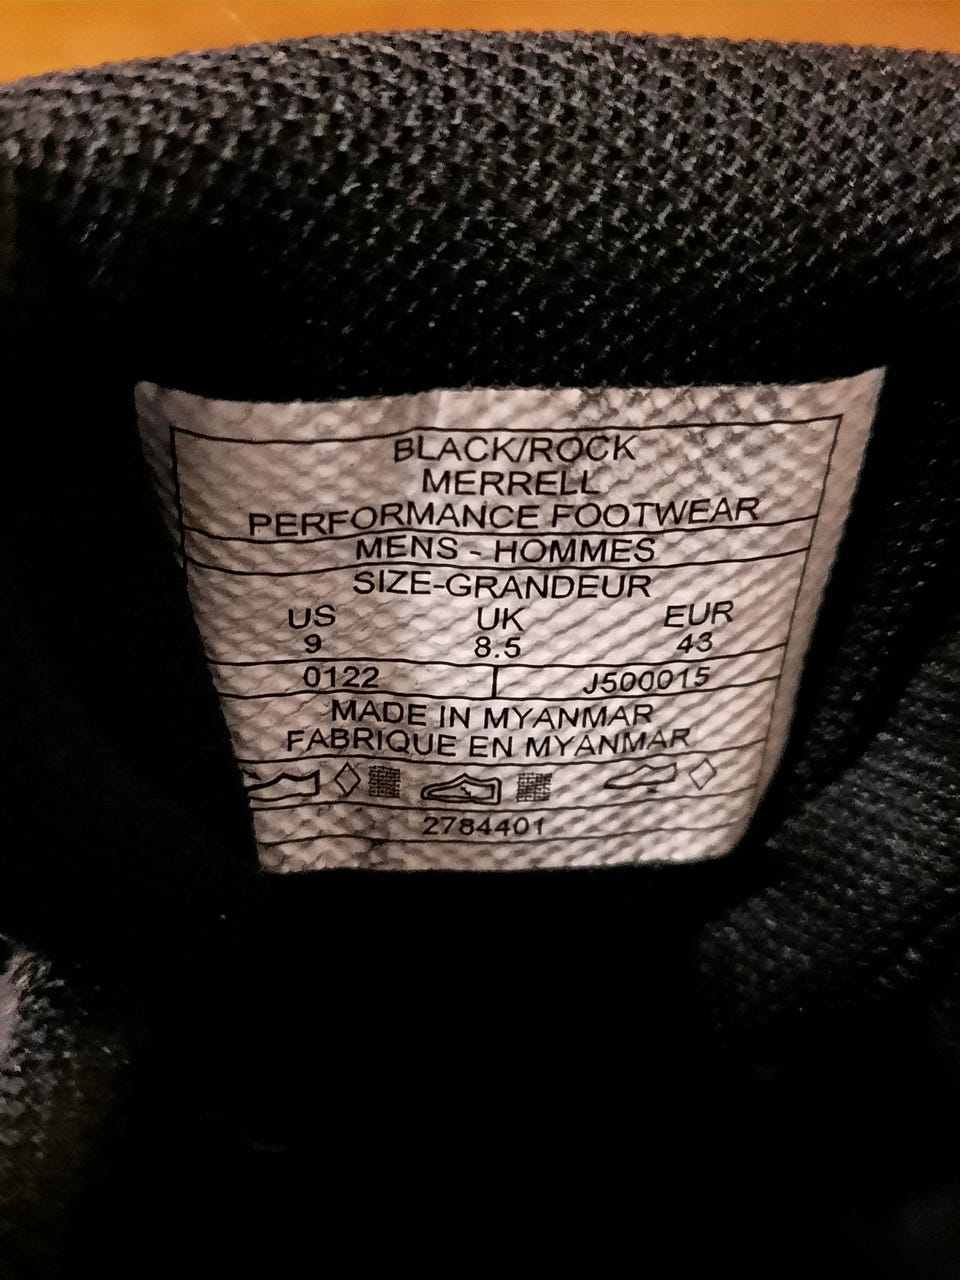 BLACK/ROCK
MERRELL
PERFORMANCE FOOTWEAR
MENS - HOMMES
SIZE-GRANDEUR
US UK EUR
9 8.5 43
0122 J500015
MADE IN MYANMAR
FABRIQUE EN MYANMAR
2784401